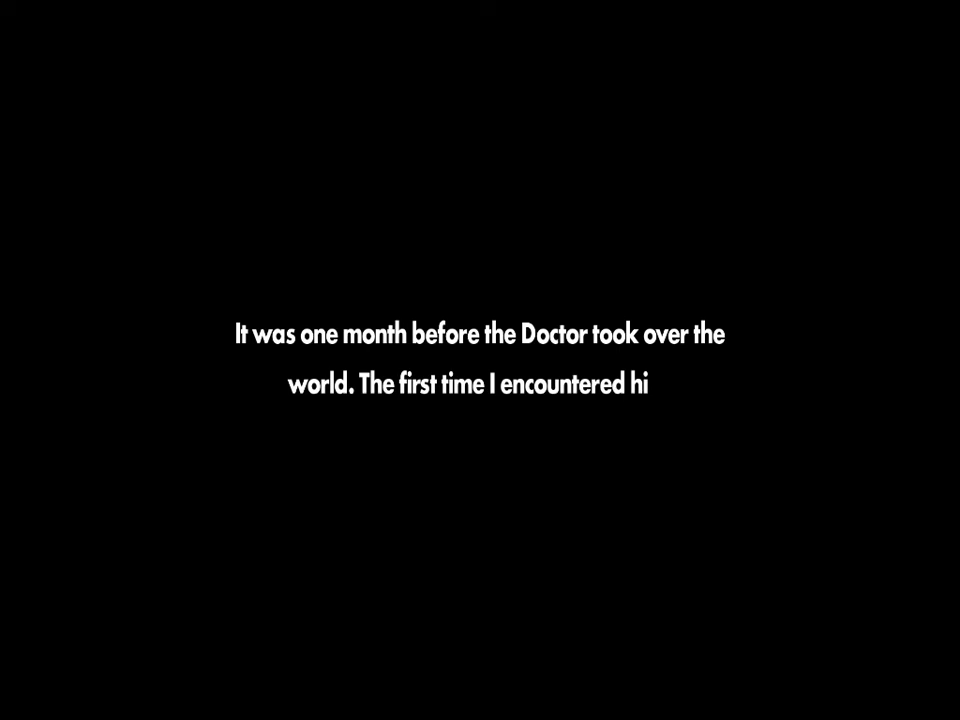 It was one month before the Doctor took over the
world. The first time I encountered hi